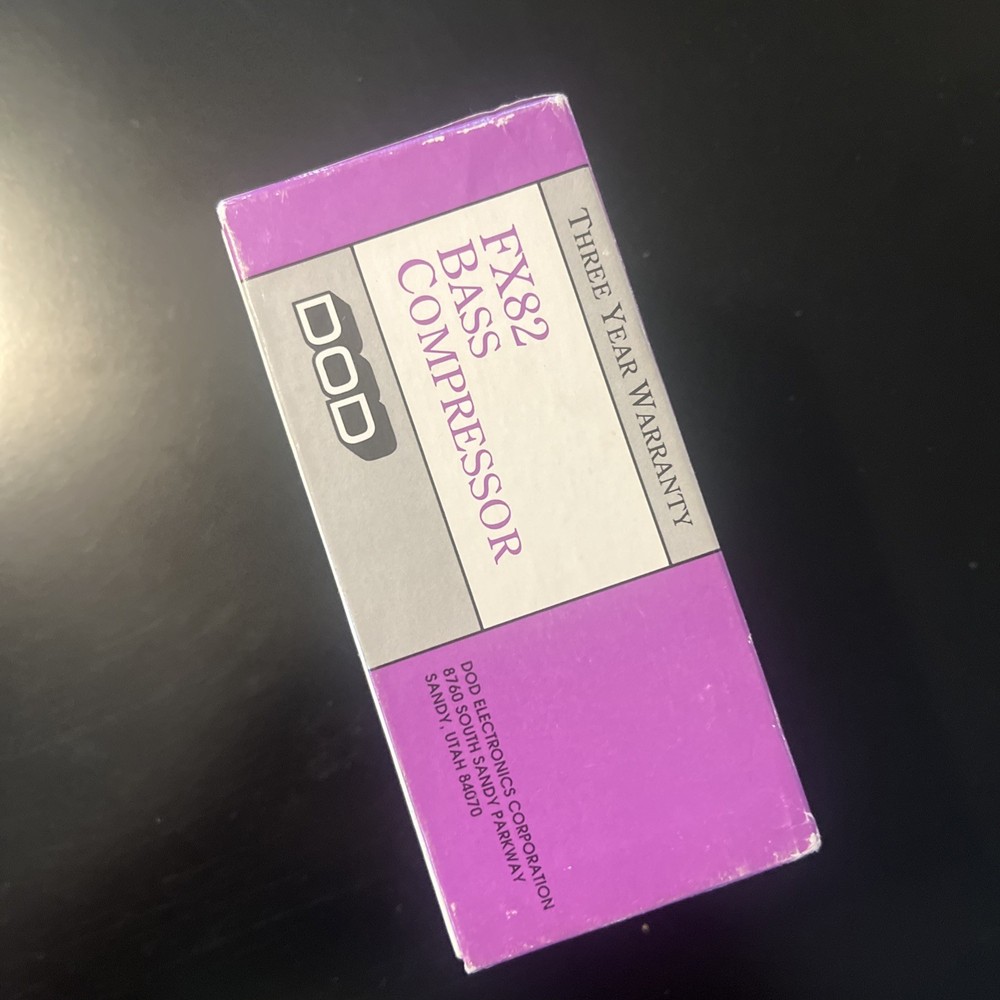 THREE YEAR WARRANTY
FX82
BASS
COMPRESSOR
DOD
DOD ELECTRONICS CORPORATION
8760 SOUTH SANDY PARKWAY
SANDY, UTAH 84070